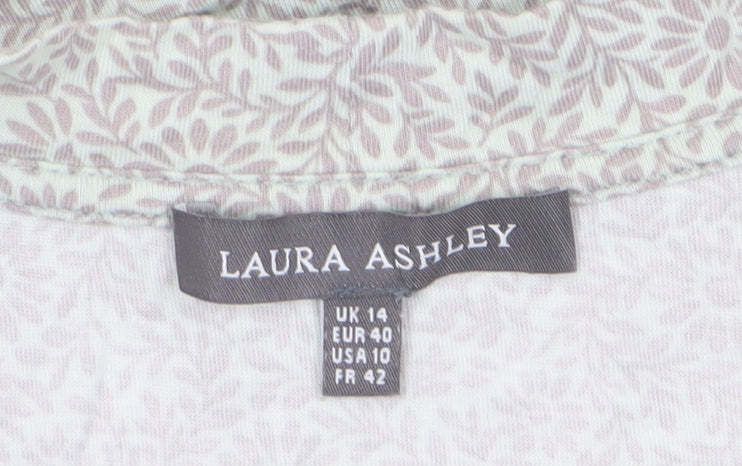 LAURA ASHLEY
UK 14
EUR 40
USA 10
FR 42